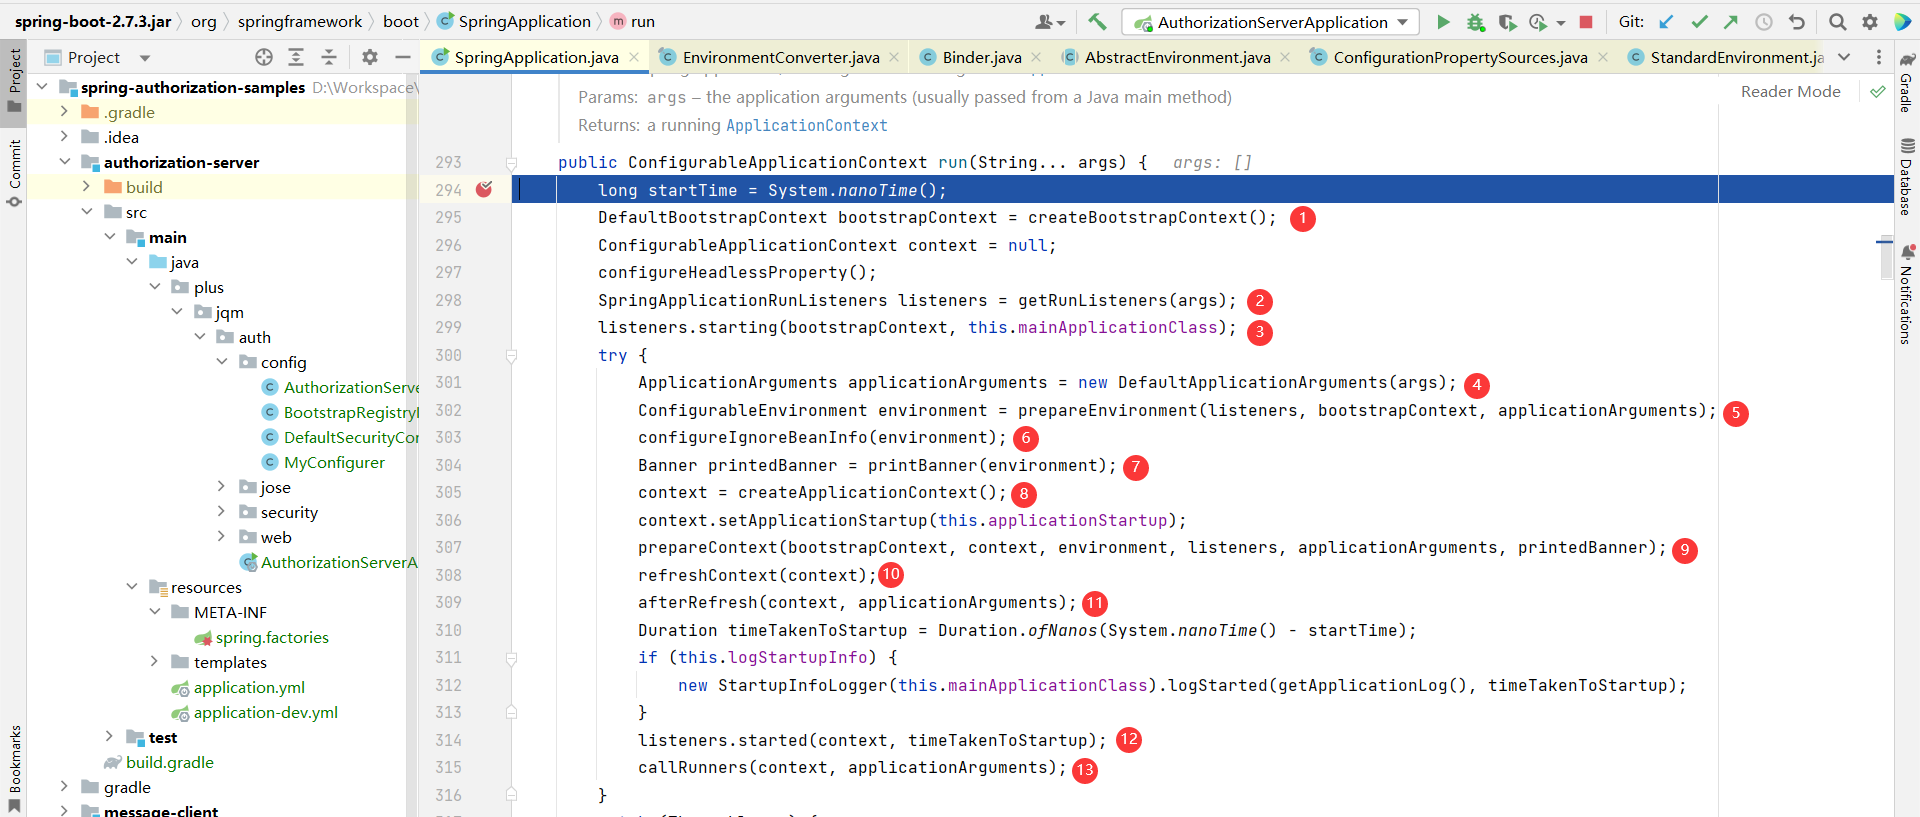 spring-boot-2.7.3.jar org springframework boot SpringApplication run
AuthorizationServerApplication Git:
Project
SpringApplication.java EnvironmentConverter.java Binder.java AbstractEnvironment.java ConfigurationPropertySources.java StandardEnvironment.ja
Project
Commit
Bookmarks
spring-authorization-samples D:\Workspace\
.gradle
.idea
authorization-server
build
src
main
java
plus
jqm
auth
config
AuthorizationServe
BootstrapRegistryI
DefaultSecurityCon
MyConfigurer
jose
security
web
AuthorizationServerA
resources
META-INF
spring.factories
templates
application.yml
application-dev.yml
test
build.gradle
gradle
message-client
Params: args – the application arguments (usually passed from a Java main method)
Returns: a running ApplicationContext
Reader Mode
293 public ConfigurableApplicationContext run(String... args) { args: []
294 long startTime = System.nanoTime();
295 DefaultBootstrapContext bootstrapContext = createBootstrapContext(); 1
296 ConfigurableApplicationContext context = null;
297 configureHeadlessProperty();
298 SpringApplicationRunListeners listeners = getRunListeners(args); 2
299 listeners.starting(bootstrapContext, this.mainApplicationClass); 3
300 try {
301 ApplicationArguments applicationArguments = new DefaultApplicationArguments(args); 4
302 ConfigurableEnvironment environment = prepareEnvironment(listeners, bootstrapContext, applicationArguments); 5
303 configureIgnoreBeanInfo(environment); 6
304 Banner printedBanner = printBanner(environment); 7
305 context = createApplicationContext(); 8
306 context.setApplicationStartup(this.applicationStartup);
307 prepareContext(bootstrapContext, context, environment, listeners, applicationArguments, printedBanner); 9
308 refreshContext(context); 10
309 afterRefresh(context, applicationArguments); 11
310 Duration timeTakenToStartup = Duration.ofNanos(System.nanoTime() - startTime);
311 if (this.logStartupInfo) {
312 new StartupInfoLogger(this.mainApplicationClass).logStarted(getApplicationLog(), timeTakenToStartup);
313 }
314 listeners.started(context, timeTakenToStartup); 12
315 callRunners(context, applicationArguments); 13
316 }
Gradle
Database
Notifications